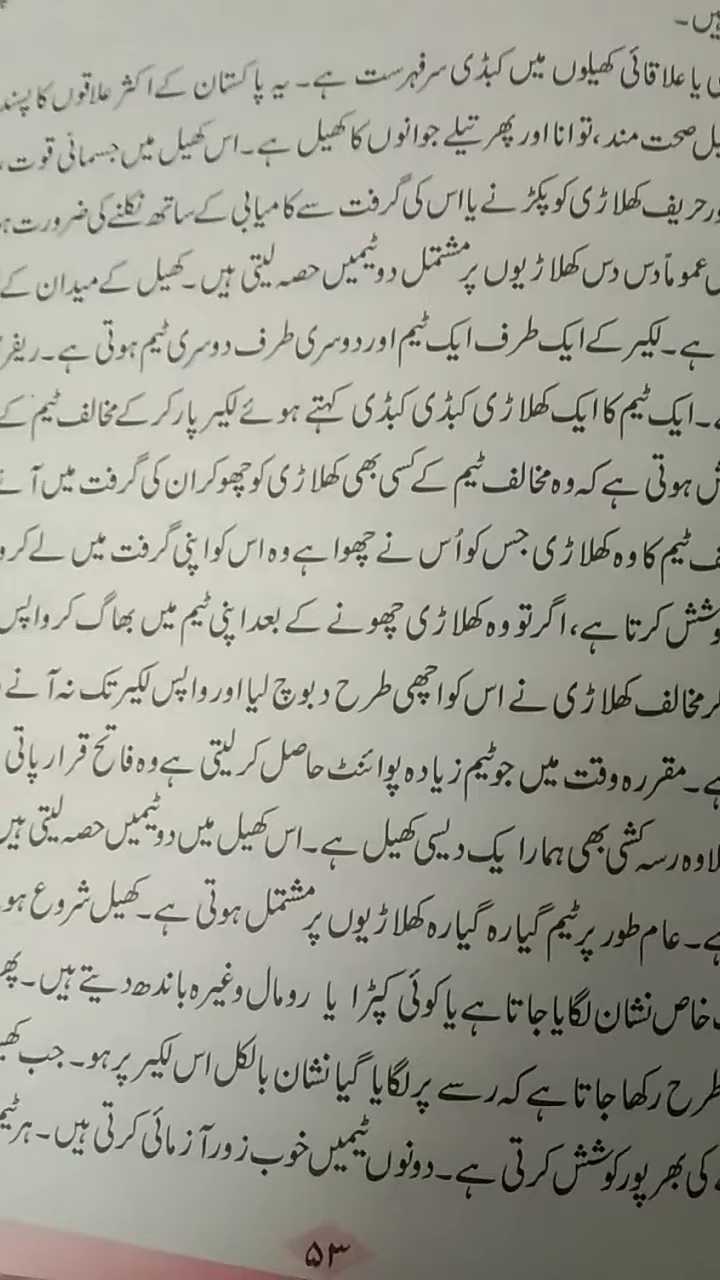 ہیں۔
یا علاقائی کھیلوں میں کبڈی سرفہرست ہے۔ یہ پاکستان کے اکثر علاقوں کا
صحت مند، توانا اور پھرتیلے جوانوں کا کھیل ہے۔ اس کھیل میں جسمانی قوت،
حریف کھلاڑی کو پکڑنے یا اس کی گرفت سے کامیابی کے ساتھ نکلنے کی ضرورت
عموماً دس دس کھلاڑیوں پر مشتمل دو ٹیمیں حصہ لیتی ہیں۔ کھیل کے میدان کے
ہے۔ لکیر کے ایک طرف ایک ٹیم اور دوسری طرف دوسری ٹیم ہوتی ہے۔
۔ ایک ٹیم کا ایک کھلاڑی کبڈی کبڈی کہتے ہوئے لکیر پار کر کے مخالف ٹیم کے
ہوتی ہے کہ وہ مخالف ٹیم کے کسی بھی کھلاڑی کو چھو کر ان کی گرفت میں
ٹیم کا وہ کھلاڑی جس کو اُس نے چھوا ہے وہ اس کو اپنی گرفت میں لے کر
کرتا ہے، اگر تو وہ کھلاڑی چھونے کے بعد اپنی ٹیم میں بھاگ کر واپس
مخالف کھلاڑی نے اس کو اچھی طرح دبوچ لیا اور واپس لکیر تک نہ آنے
ہے۔ مقررہ وقت میں جو ٹیم زیادہ پوائنٹ حاصل کر لیتی ہے وہ فاتح قرار پاتی
رسہ کشی بھی ہمارا یک دیسی کھیل ہے۔ اس کھیل میں دو ٹیمیں حصہ لیتی ہیں
ہے۔ عام طور پر ٹیم گیارہ گیارہ کھلاڑیوں پر مشتمل ہوتی ہے۔ کھیل شروع
خاص نشان لگایا جاتا ہے یا کوئی کپڑا یا رومال وغیرہ باندھ دیتے ہیں۔
طرح رکھا جاتا ہے کہ رسے پر لگایا گیا نشان بالکل اس لکیر پر ہو۔ جب
کی بھرپور کوشش کرتی ہے۔ دونوں ٹیمیں خوب زور آزمائی کرتی ہیں۔ ہر
۵۳